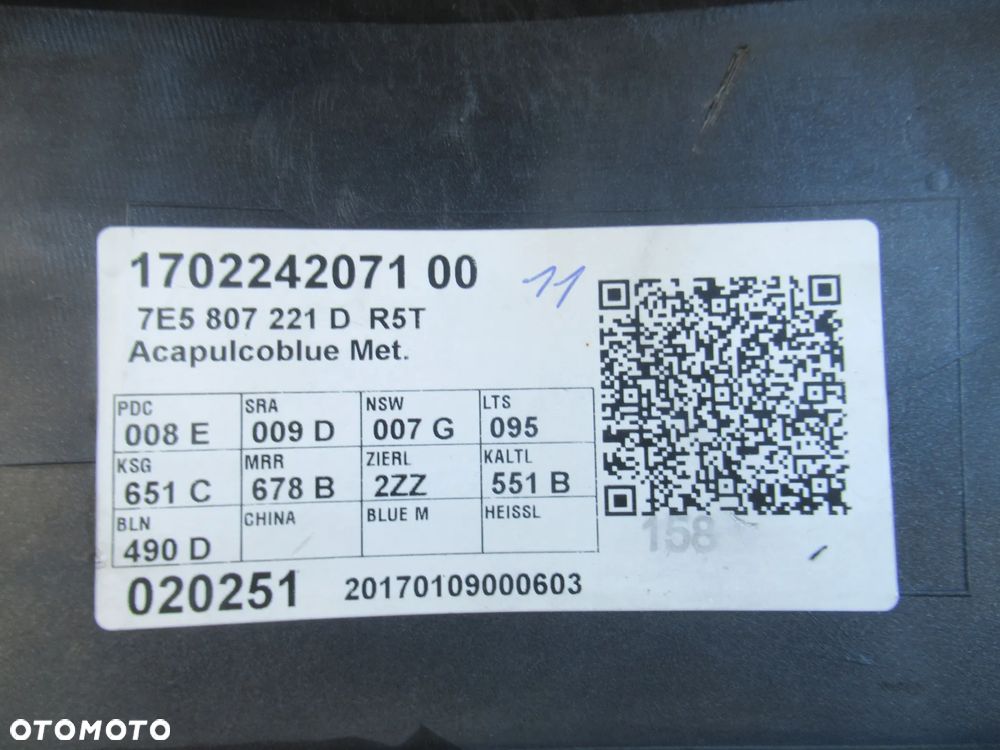 1702242071 00
11
7E5 807 221 D R5T
Acapulcoblue Met.
PDC SRA NSW LTS
008 E 009 D 007 G 095
KSG MRR ZIERL KALTL
651 C 678 B 2ZZ 551 B
BLN CHINA BLUE M HEISSL
490 D
158
020251 20170109000603
OTOMOTO